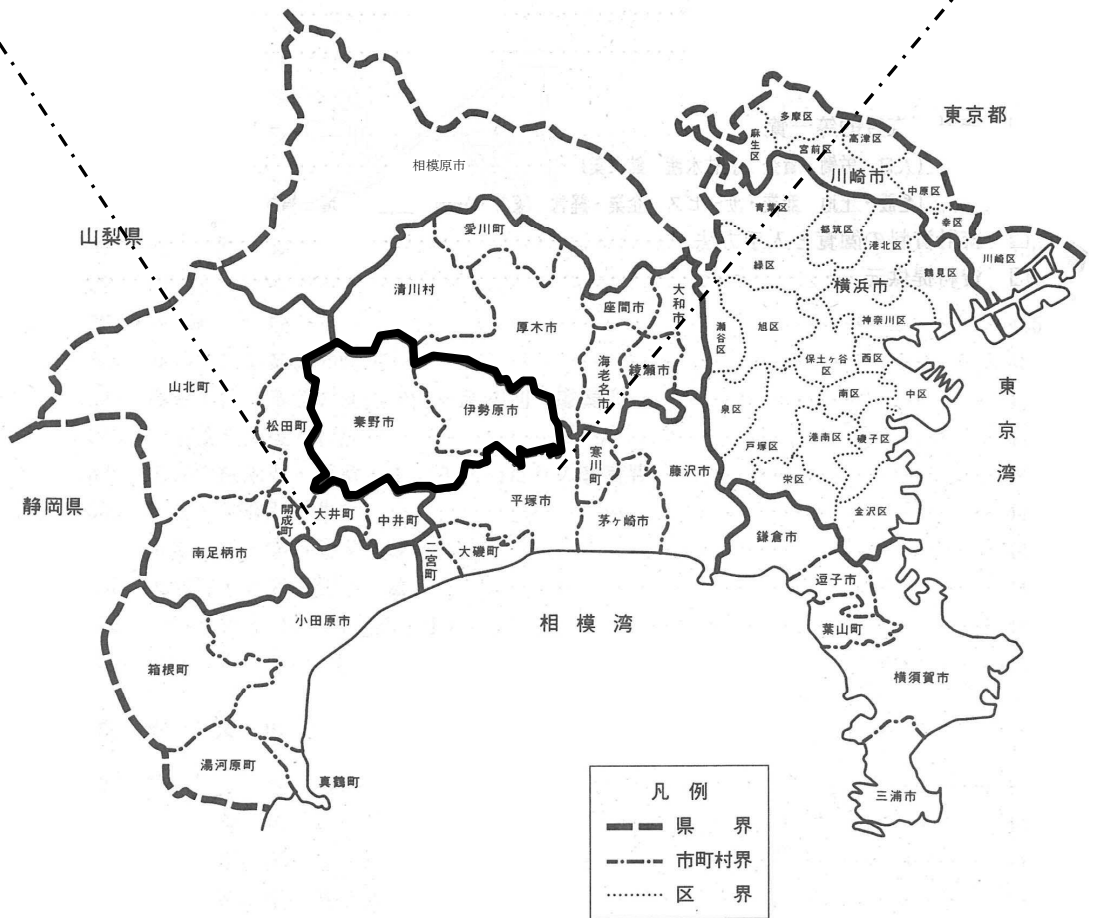 東京都
多摩区
麻生区
宮前区
高津区
川崎市
中原区
幸区
川崎区
相模原市
山梨県
愛川町
清川村
厚木市
座間市
大和市
海老名市
綾瀬市
青葉区
都筑区
港北区
緑区
横浜市
鶴見区
瀬谷区
旭区
神奈川区
保土ヶ谷
区
西区
南区
中区
泉区
戸塚区
港南区
磯子区
栄区
金沢区
東京湾
山北町
松田町
秦野市
伊勢原市
寒川町
藤沢市
静岡県
開成町
大井町
中井町
平塚市
茅ヶ崎市
鎌倉市
南足柄市
二宮町
大磯町
逗子市
小田原市
相模湾
葉山町
箱根町
横須賀市
湯河原町
真鶴町
三浦市
凡例
県界
市町村界
区界